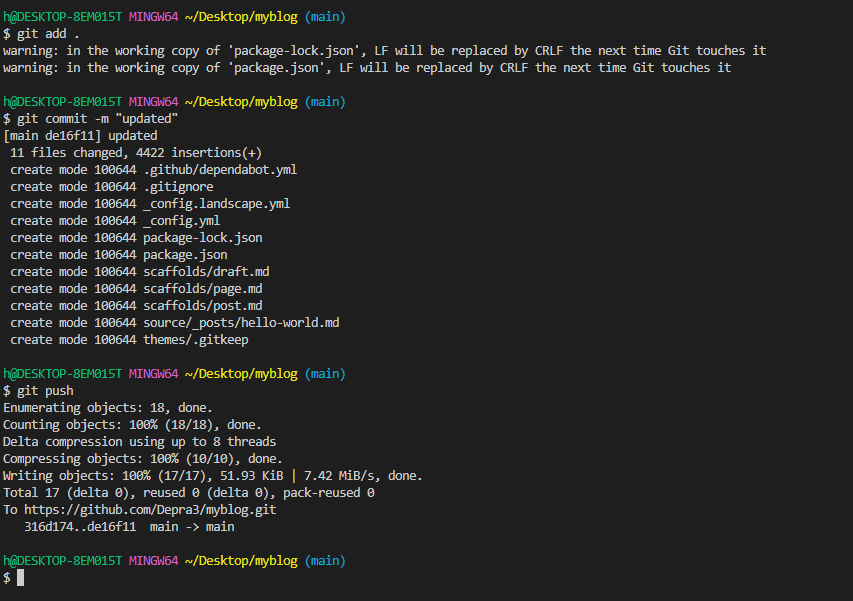 h@DESKTOP-8EM015T MINGW64 ~/Desktop/myblog (main)
$ git add .
warning: in the working copy of 'package-lock.json', LF will be replaced by CRLF the next time Git touches it
warning: in the working copy of 'package.json', LF will be replaced by CRLF the next time Git touches it
h@DESKTOP-8EM015T MINGW64 ~/Desktop/myblog (main)
$ git commit -m "updated"
[main de16f11] updated
 11 files changed, 4422 insertions(+)
 create mode 100644 .github/dependabot.yml
 create mode 100644 .gitignore
 create mode 100644 _config.landscape.yml
 create mode 100644 _config.yml
 create mode 100644 package-lock.json
 create mode 100644 package.json
 create mode 100644 scaffolds/draft.md
 create mode 100644 scaffolds/page.md
 create mode 100644 scaffolds/post.md
 create mode 100644 source/_posts/hello-world.md
 create mode 100644 themes/.gitkeep
h@DESKTOP-8EM015T MINGW64 ~/Desktop/myblog (main)
$ git push
Enumerating objects: 18, done.
Counting objects: 100% (18/18), done.
Delta compression using up to 8 threads
Compressing objects: 100% (10/10), done.
Writing objects: 100% (17/17), 51.93 KiB | 7.42 MiB/s, done.
Total 17 (delta 0), reused 0 (delta 0), pack-reused 0
To https://github.com/Depra3/myblog.git
   316d174..de16f11  main -> main
h@DESKTOP-8EM015T MINGW64 ~/Desktop/myblog (main)
$